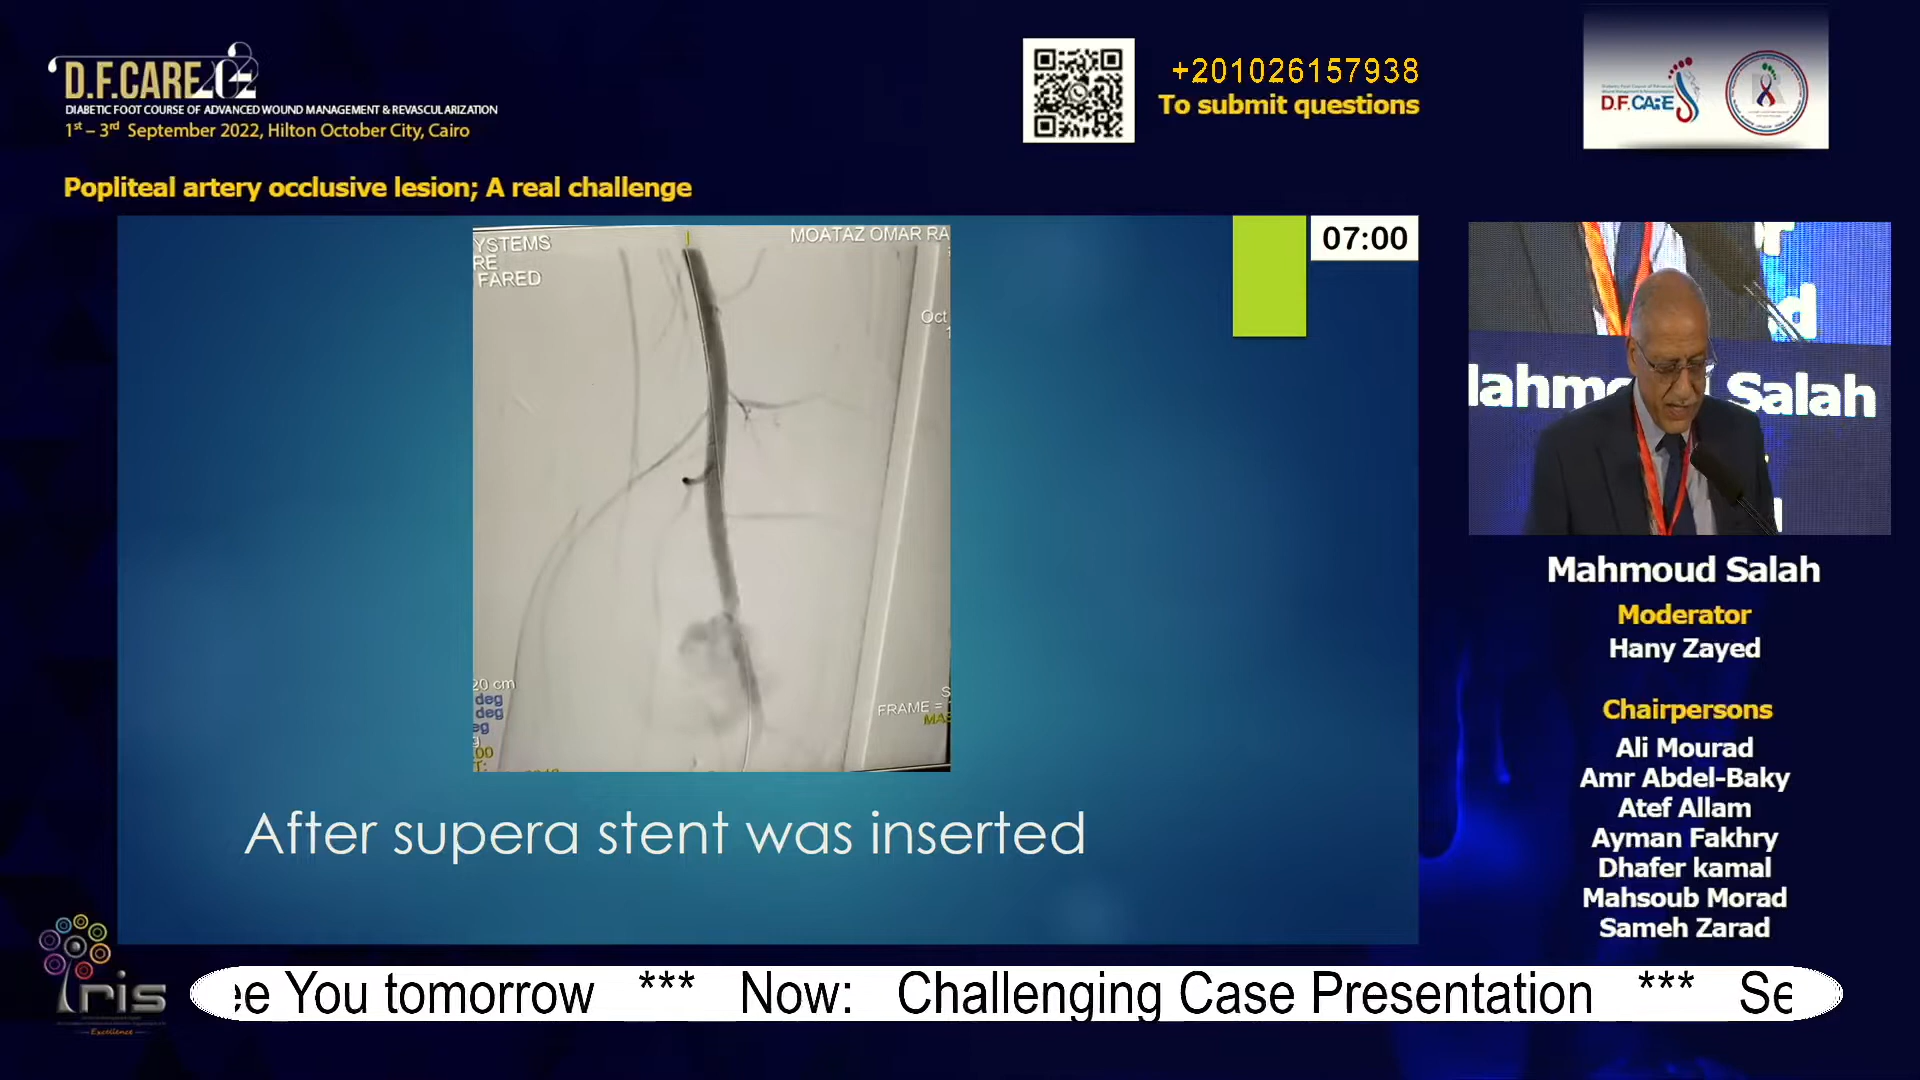 D.F.CARE
DIABETIC FOOT COURSE OF ADVANCED WOUND MANAGEMENT & REVASCULARIZATION
1st – 3rd September 2022, Hilton October City, Cairo
+201026157938
To submit questions
D.F.CARE
Popliteal artery occlusive lesion; A real challenge
07:00
YSTEMS
RE
FARED
MOATAZ OMAR RA
Oct
20 cm
deg
deg
eg
FRAME =
After supera stent was inserted
Salah
Mahmoud Salah
Moderator
Hany Zayed
Chairpersons
Ali Mourad
Amr Abdel-Baky
Atef Allam
Ayman Fakhry
Dhafer kamal
Mahsoub Morad
Sameh Zarad
iris
Excellence
ee You tomorrow *** Now: Challenging Case Presentation *** Se